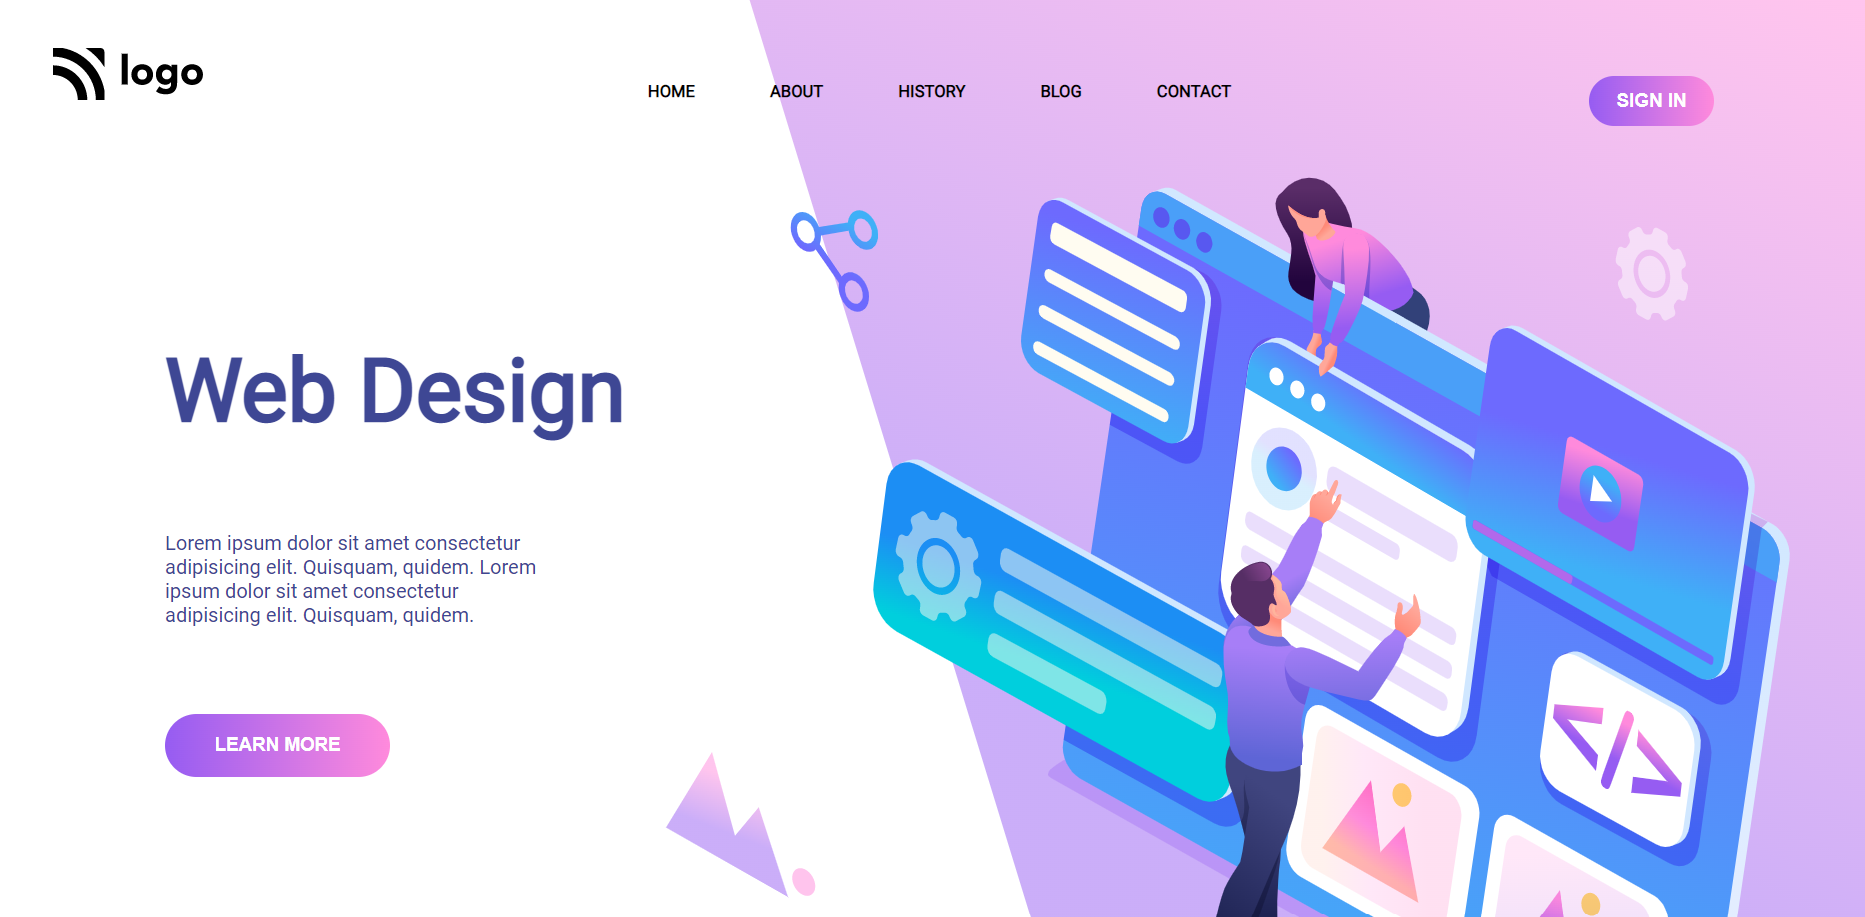 logo
HOME ABOUT HISTORY BLOG CONTACT
SIGN IN
Web Design
Lorem ipsum dolor sit amet consectetur
adipisicing elit. Quisquam, quidem. Lorem
ipsum dolor sit amet consectetur
adipisicing elit. Quisquam, quidem.
LEARN MORE
</>